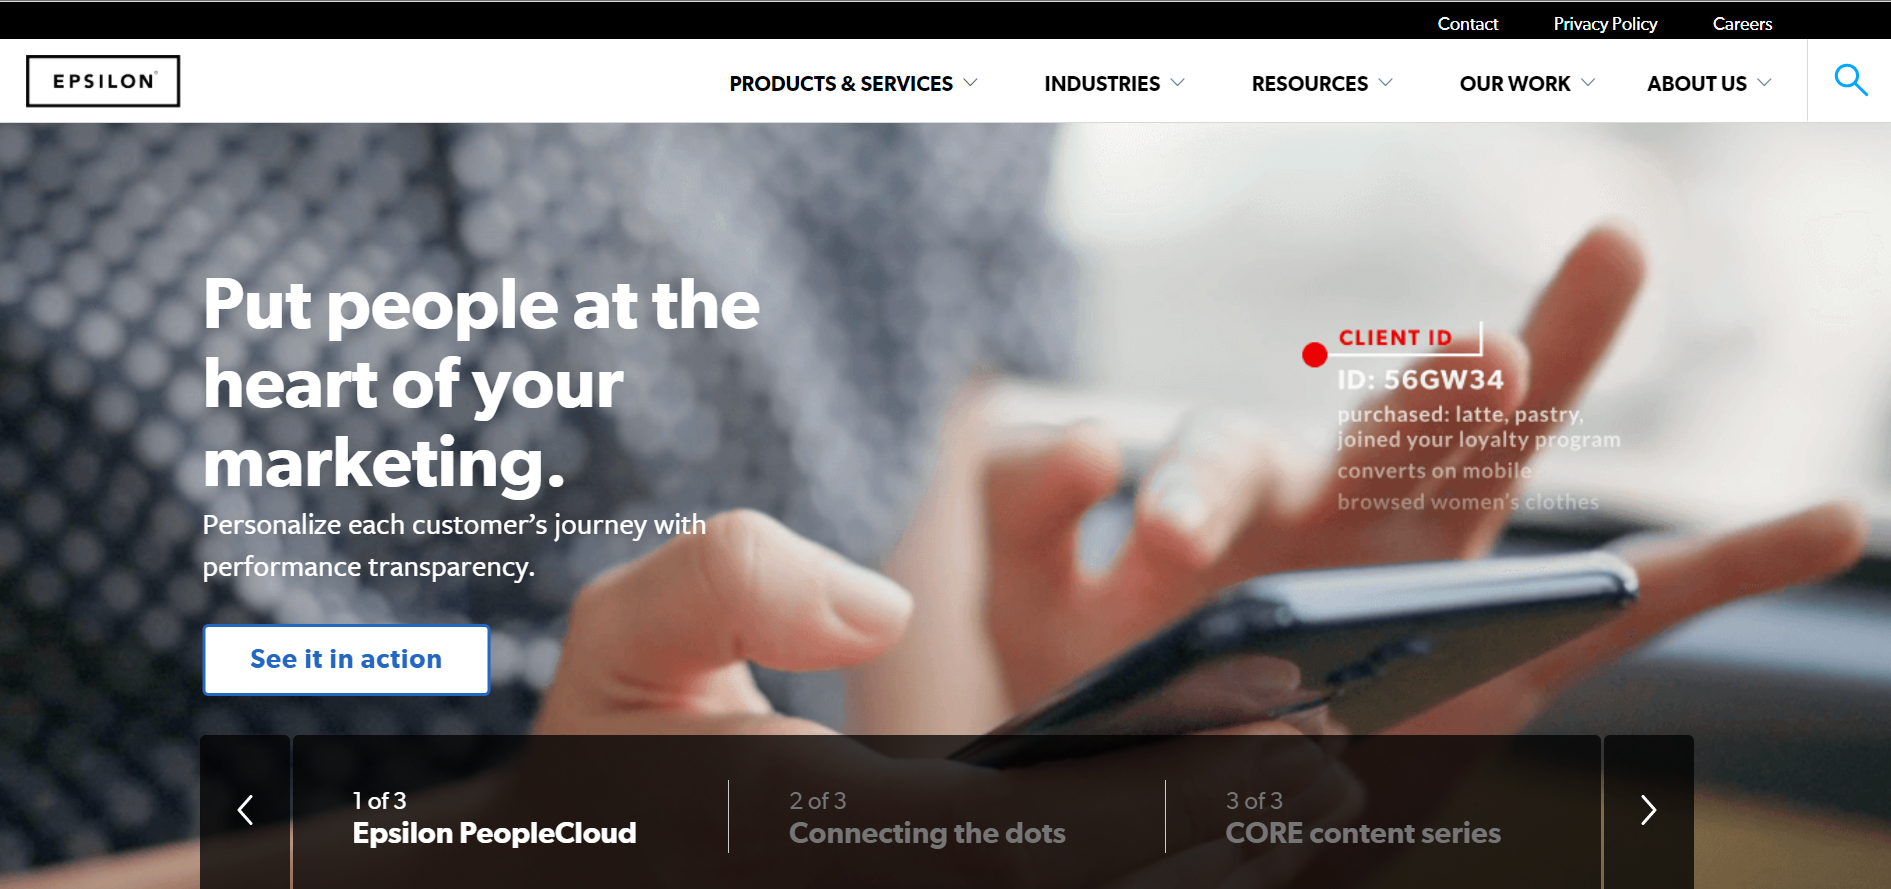 Contact Privacy Policy Careers
EPSILON®
PRODUCTS & SERVICES INDUSTRIES RESOURCES OUR WORK ABOUT US
Put people at the
heart of your
marketing.
Personalize each customer’s journey with
performance transparency.
See it in action
CLIENT ID
ID: 56GW34
purchased: latte, pastry,
joined your loyalty program
converts on mobile
browsed women’s clothes
1 of 3
Epsilon PeopleCloud
2 of 3
Connecting the dots
3 of 3
CORE content series